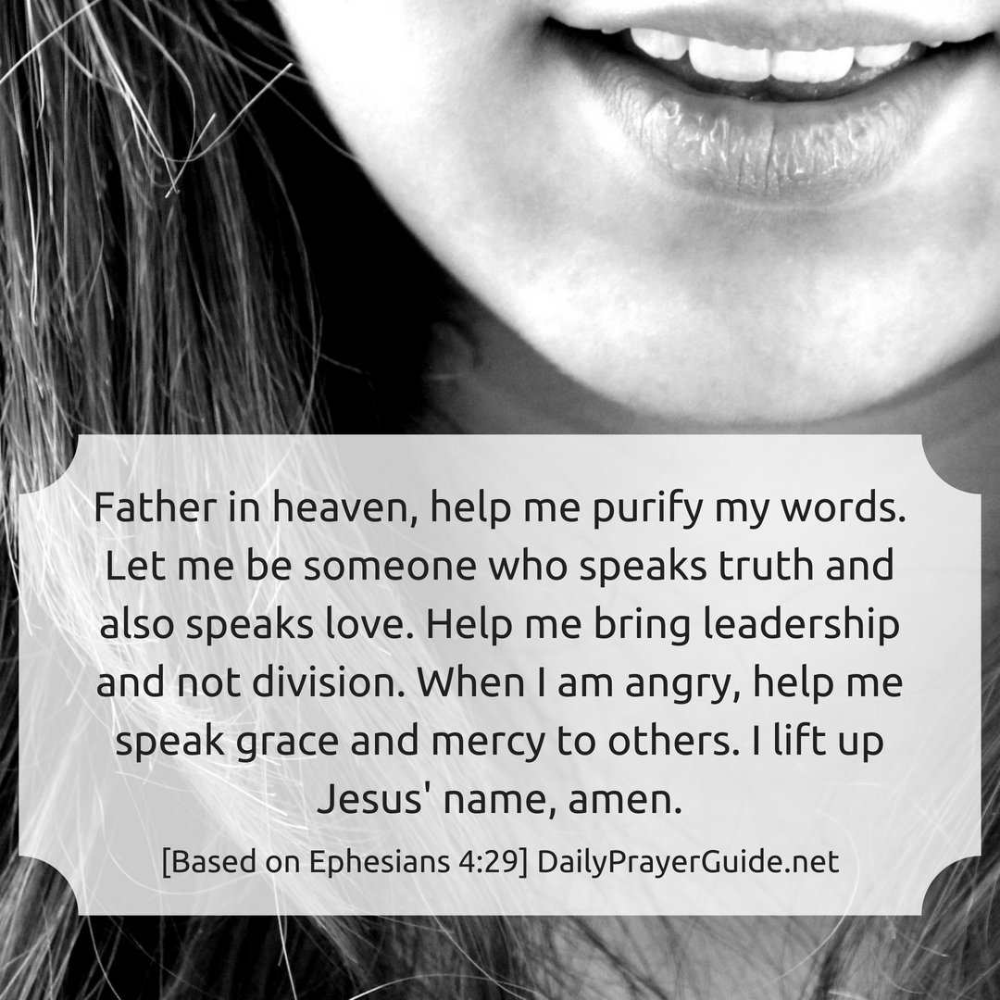 Father in heaven, help me purify my words.
Let me be someone who speaks truth and
also speaks love. Help me bring leadership
and not division. When I am angry, help me
speak grace and mercy to others. I lift up
Jesus' name, amen.
[Based on Ephesians 4:29] DailyPrayerGuide.net